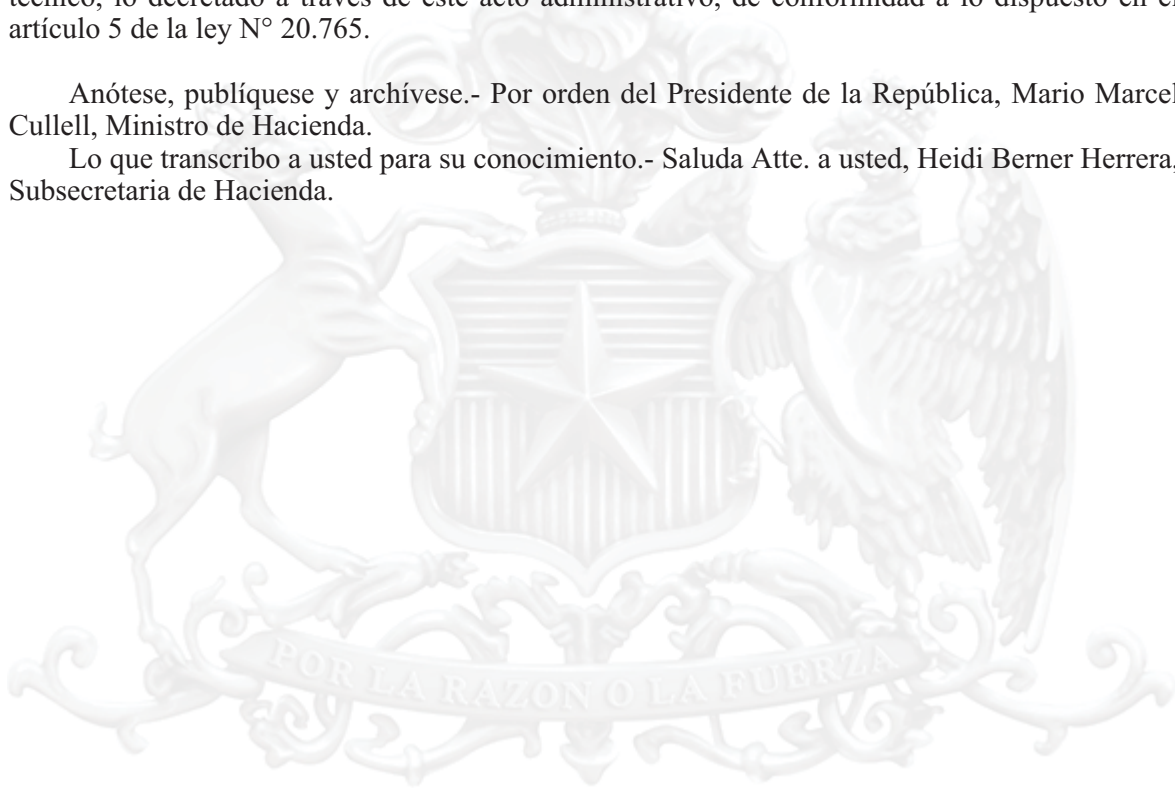 técnico, lo decretado a través de este acto administrativo, de conformidad a lo dispuesto en el
artículo 5 de la ley N° 20.765.
Anótese, publíquese y archívese.- Por orden del Presidente de la República, Mario Marcel
Cullell, Ministro de Hacienda.
Lo que transcribo a usted para su conocimiento.- Saluda Atte. a usted, Heidi Berner Herrera,
Subsecretaria de Hacienda.
POR LA RAZON O LA FUERZA